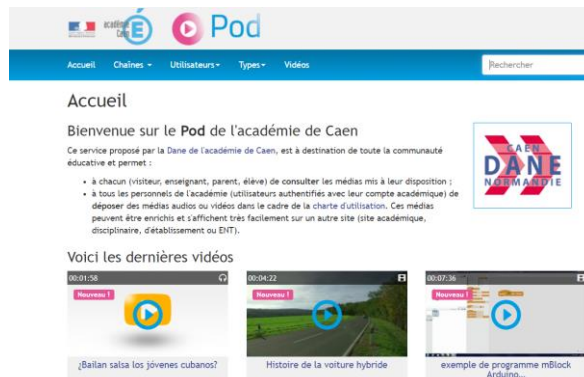 académie
Caen
Pod
Accueil Chaînes Utilisateurs Types Vidéos
Rechercher
Accueil
Bienvenue sur le Pod de l'académie de Caen
Ce service proposé par la Dane de l'académie de Caen, est à destination de toute la communauté
éducative et permet :
à chacun (visiteur, enseignant, parent, élève) de consulter les médias mis à leur disposition ;
à tous les personnels de l'académie (utilisateurs authentifiés avec leur compte académique) de
déposer des médias audios ou vidéos dans le cadre de la charte d'utilisation. Ces médias
peuvent être enrichis et s'affichent très facilement sur un autre site (site académique,
disciplinaire, d'établissement ou ENT).
CAEN
DANE
NORMANDIE
Voici les dernières vidéos
00:01:58 00:04:22 00:07:36
Nouveau ! Nouveau ! Nouveau !
¿Bailan salsa los jóvenes cubanos? Histoire de la voiture hybride exemple de programme mBlock
Arduino...